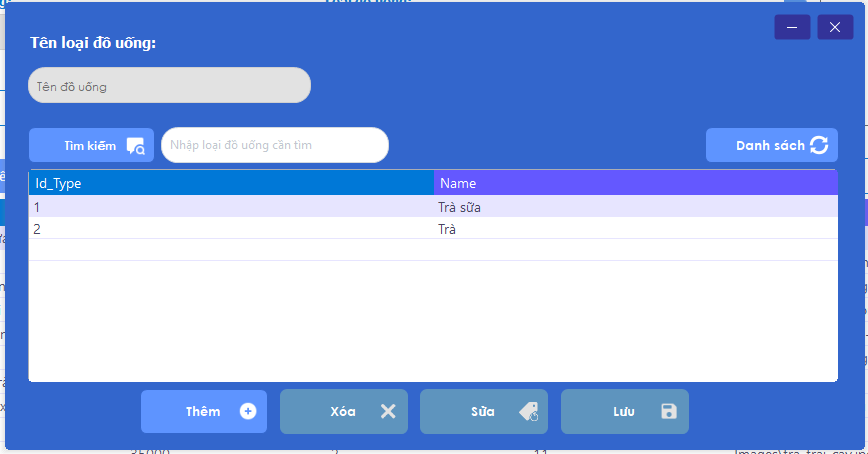 Tên loại đồ uống:
Tên đồ uống
Tìm kiếm
Nhập loại đồ uống cần tìm
Danh sách
Id_Type Name
1 Trà sữa
2 Trà
Thêm Xóa Sữa Lưu